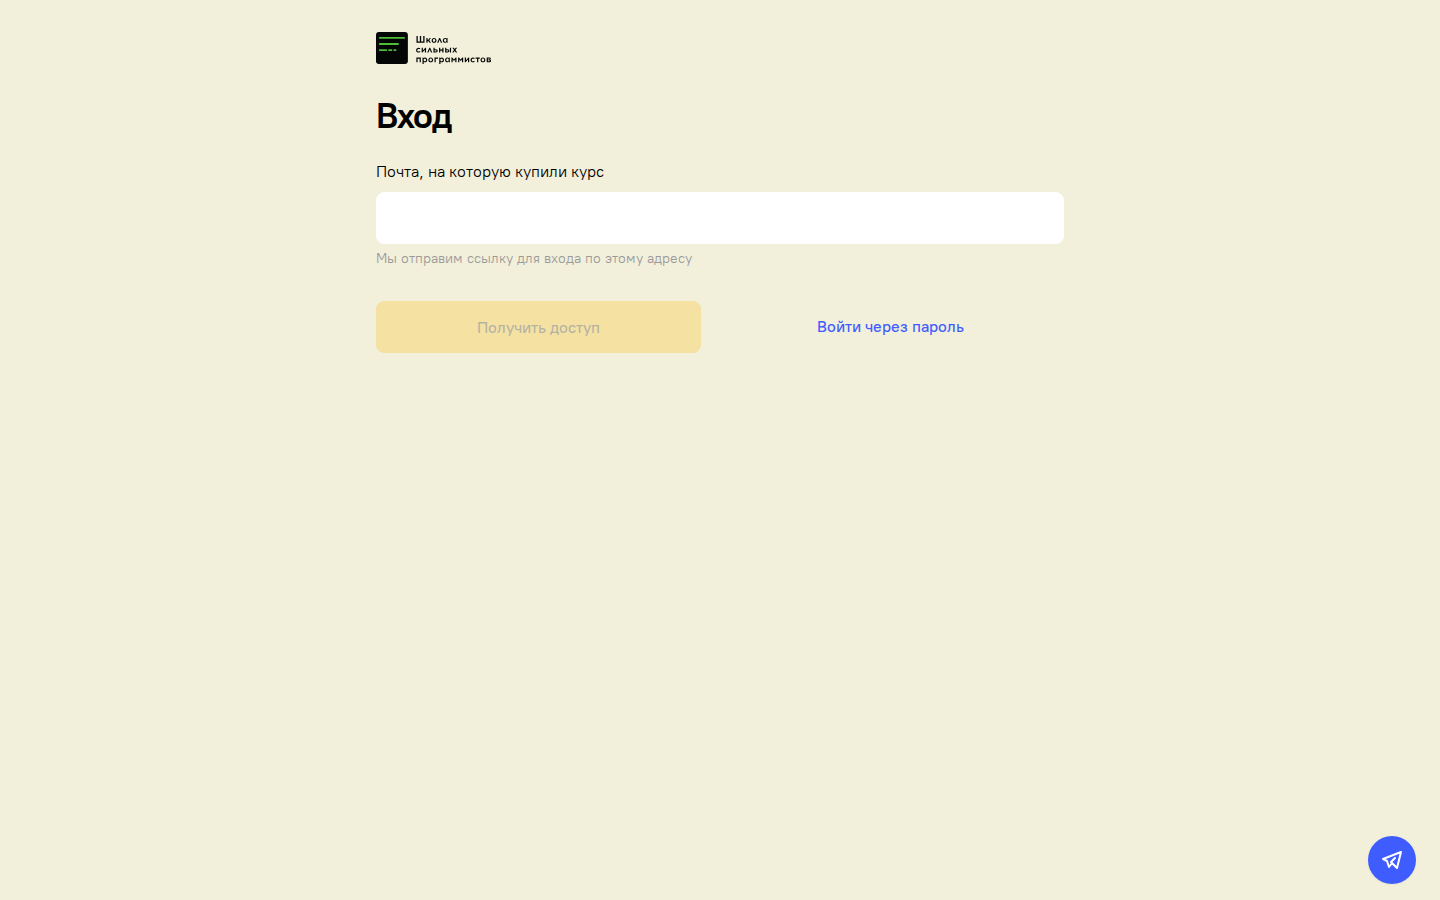 Школа
сильных
программистов
Вход
Почта, на которую купили курс
Мы отправим ссылку для входа по этому адресу
Получить доступ
Войти через пароль